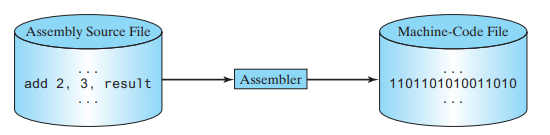 Assembly Source File
. . .
add 2, 3, result
. . .
Assembler
Machine-Code File
. . .
1101101010011010
. . .